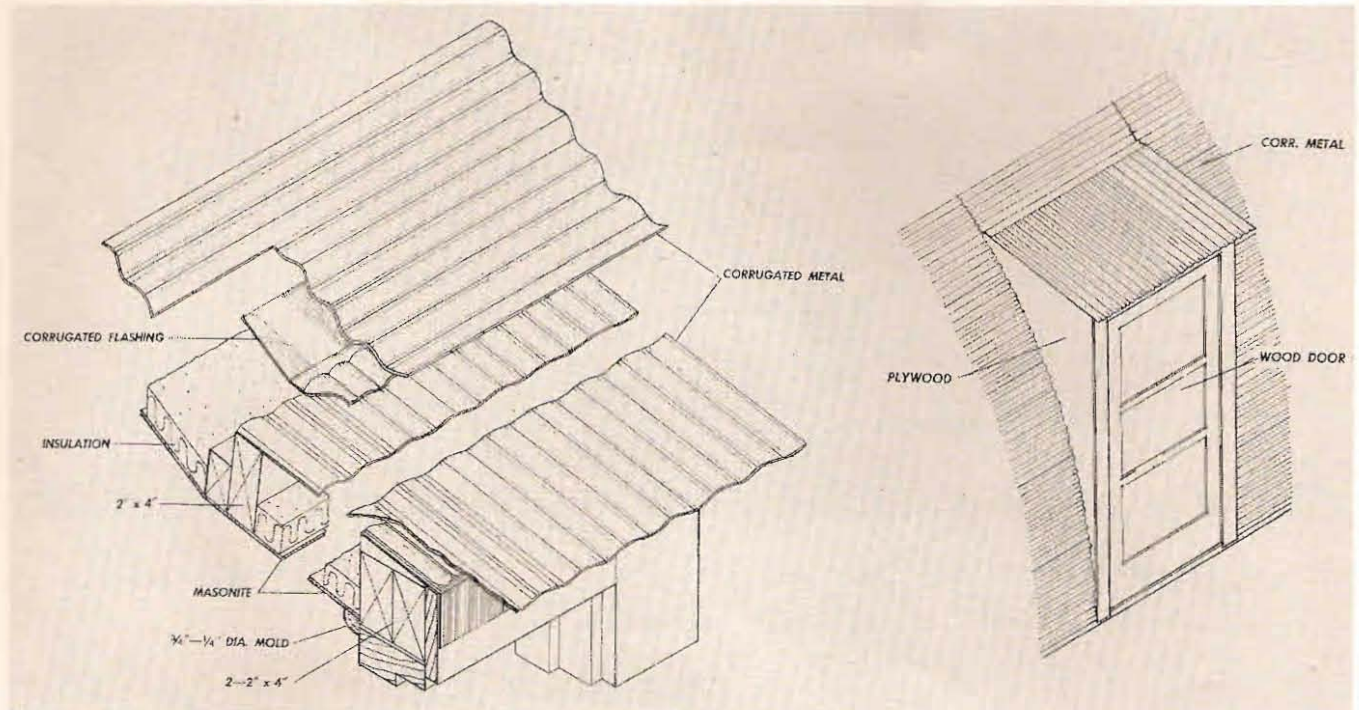 CORRUGATED METAL
CORRUGATED FLASHING
INSULATION
2" x 4"
MASONITE
¾"—¼" DIA. MOLD
2—2" x 4"
CORR. METAL
PLYWOOD
WOOD DOOR